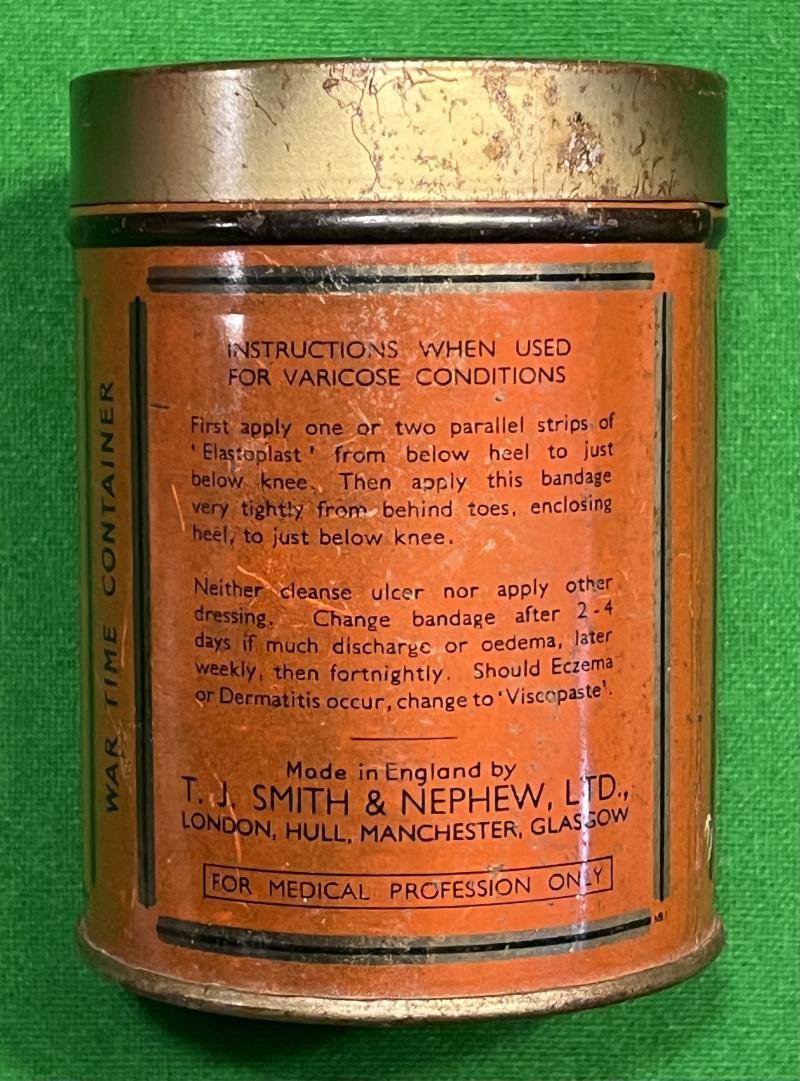 INSTRUCTIONS WHEN USED
FOR VARICOSE CONDITIONS
First apply one or two parallel strips of
'Elastoplast' from below heel to just
below knee. Then apply this bandage
very tightly from behind toes, enclosing
heel, to just below knee.
Neither cleanse ulcer nor apply other
dressing. Change bandage after 2-4
days if much discharge or oedema, later
weekly, then fortnightly. Should Eczema
or Dermatitis occur, change to 'Viscopaste'.
Made in England by
T. J. SMITH & NEPHEW, LTD.,
LONDON, HULL, MANCHESTER, GLASGOW
FOR MEDICAL PROFESSION ONLY
WAR TIME CONTAINER